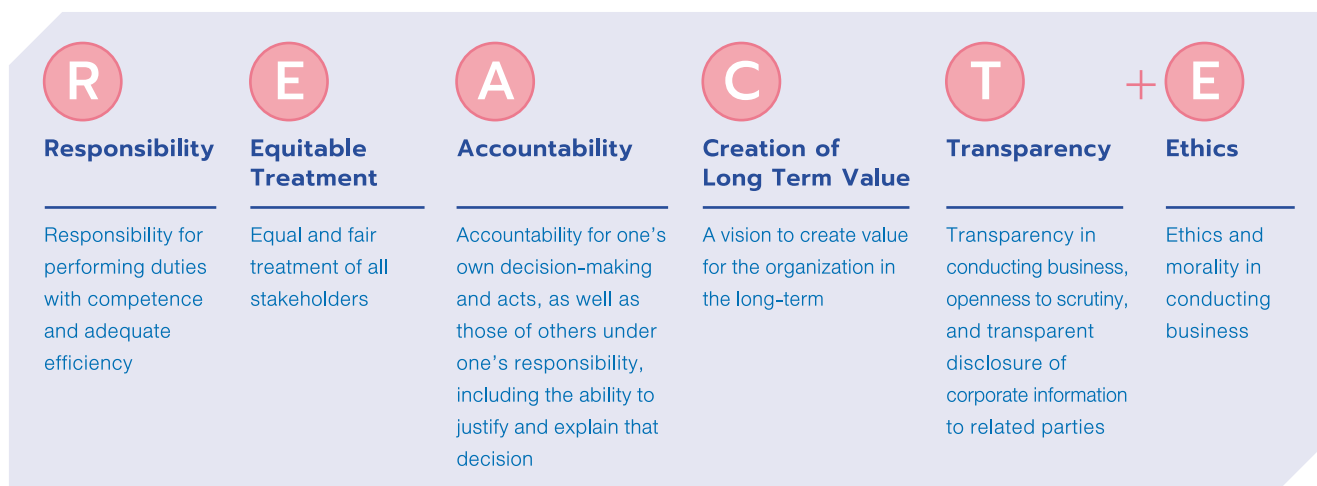 R
Responsibility
Responsibility for
performing duties
with competence
and adequate
efficiency
E
Equitable
Treatment
Equal and fair
treatment of all
stakeholders
A
Accountability
Accountability for one's
own decision-making
and acts, as well as
those of others under
one's responsibility,
including the ability to
justify and explain that
decision
C
Creation of
Long Term Value
A vision to create value
for the organization in
the long-term
T
Transparency
Transparency in
conducting business,
openness to scrutiny,
and transparent
disclosure of
corporate information
to related parties
+
E
Ethics
Ethics and
morality in
conducting
business